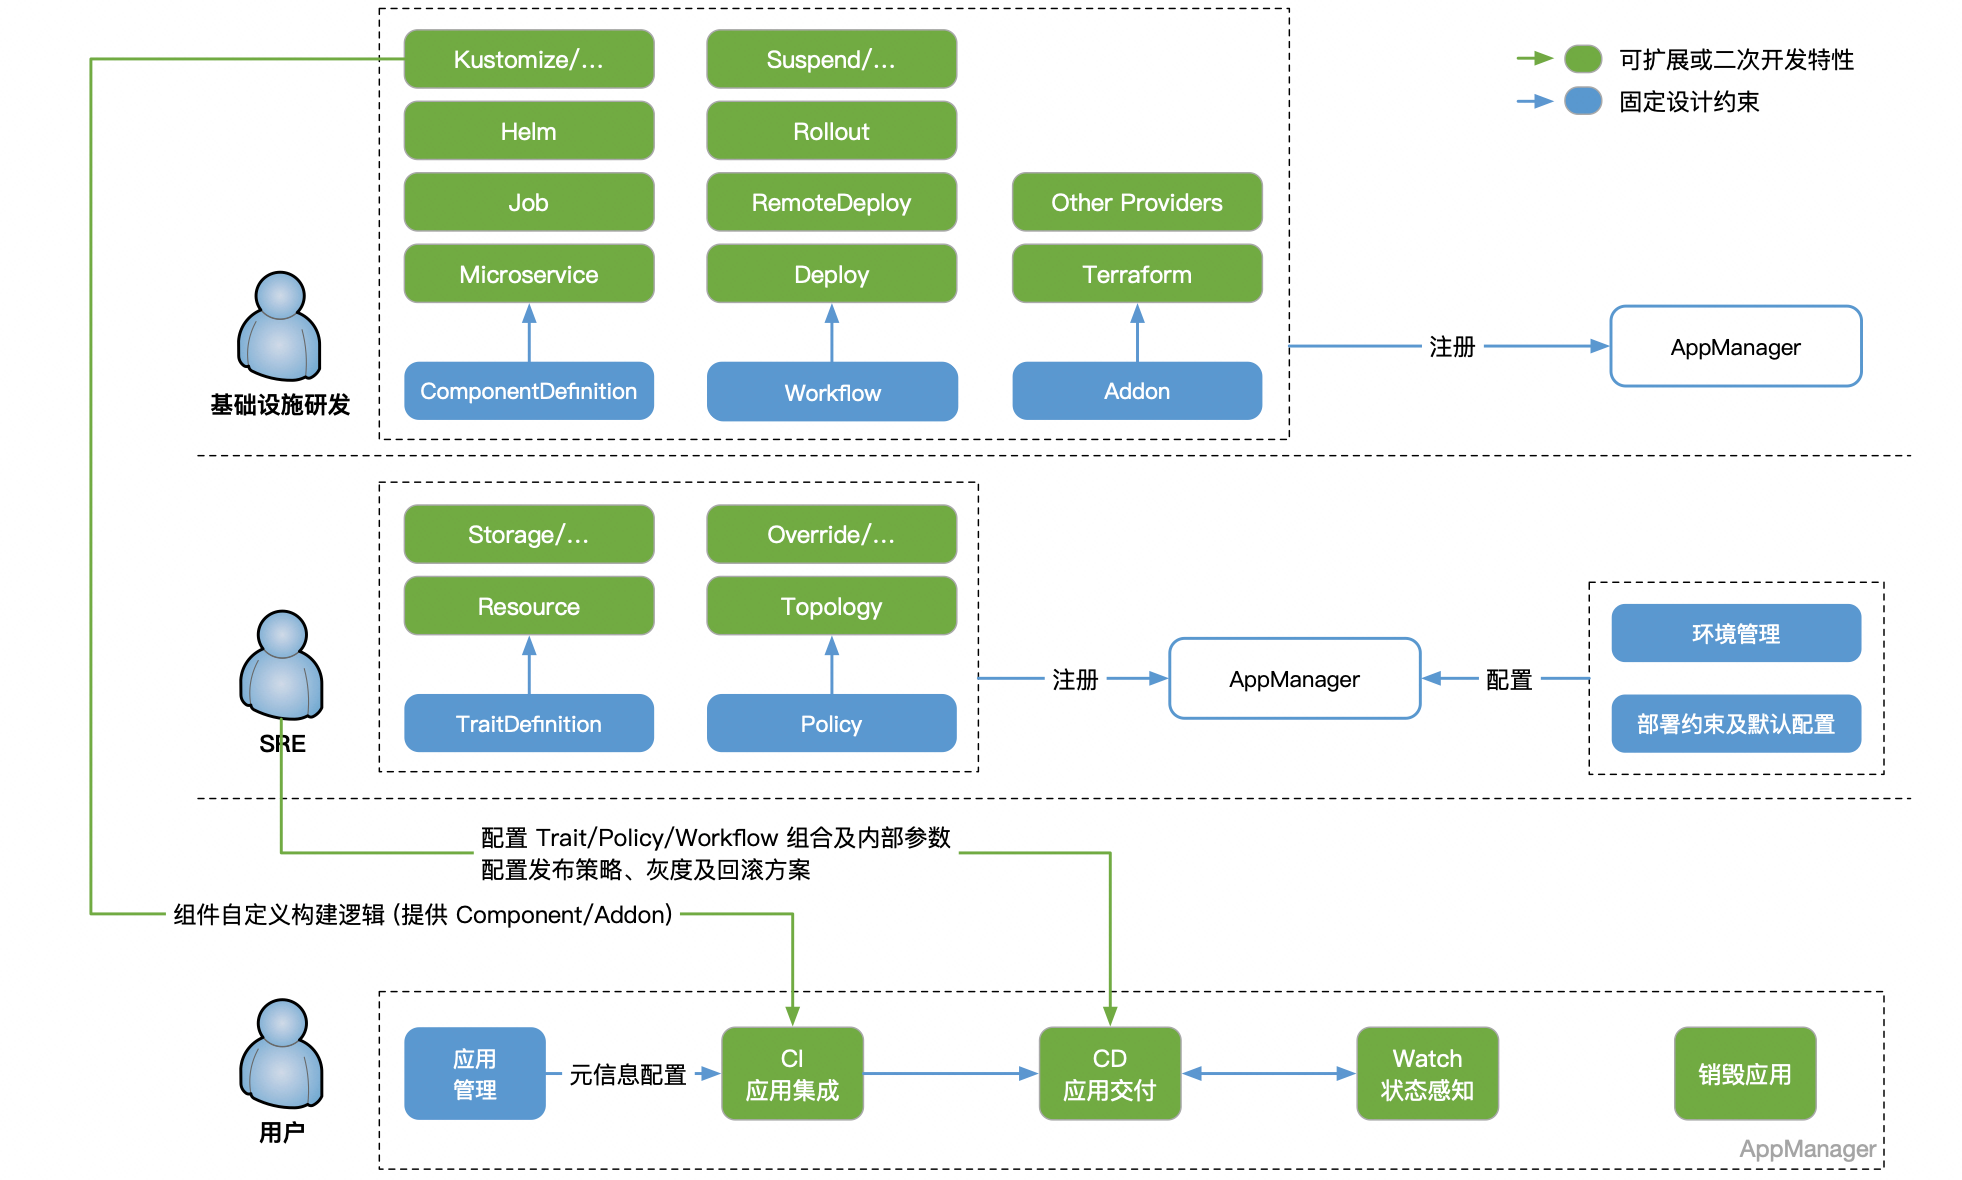 Kustomize/...
Suspend/...
可扩展或二次开发特性
固定设计约束
Helm
Rollout
Job
RemoteDeploy
Other Providers
Microservice
Deploy
Terraform
注册
AppManager
ComponentDefinition
Workflow
Addon
基础设施研发
Storage/...
Override/...
Resource
Topology
环境管理
注册
AppManager
配置
TraitDefinition
Policy
部署约束及默认配置
SRE
配置 Trait/Policy/Workflow 组合及内部参数
配置发布策略、灰度及回滚方案
组件自定义构建逻辑 (提供 Component/Addon)
应用
管理
元信息配置
CI
应用集成
CD
应用交付
Watch
状态感知
销毁应用
用户
AppManager